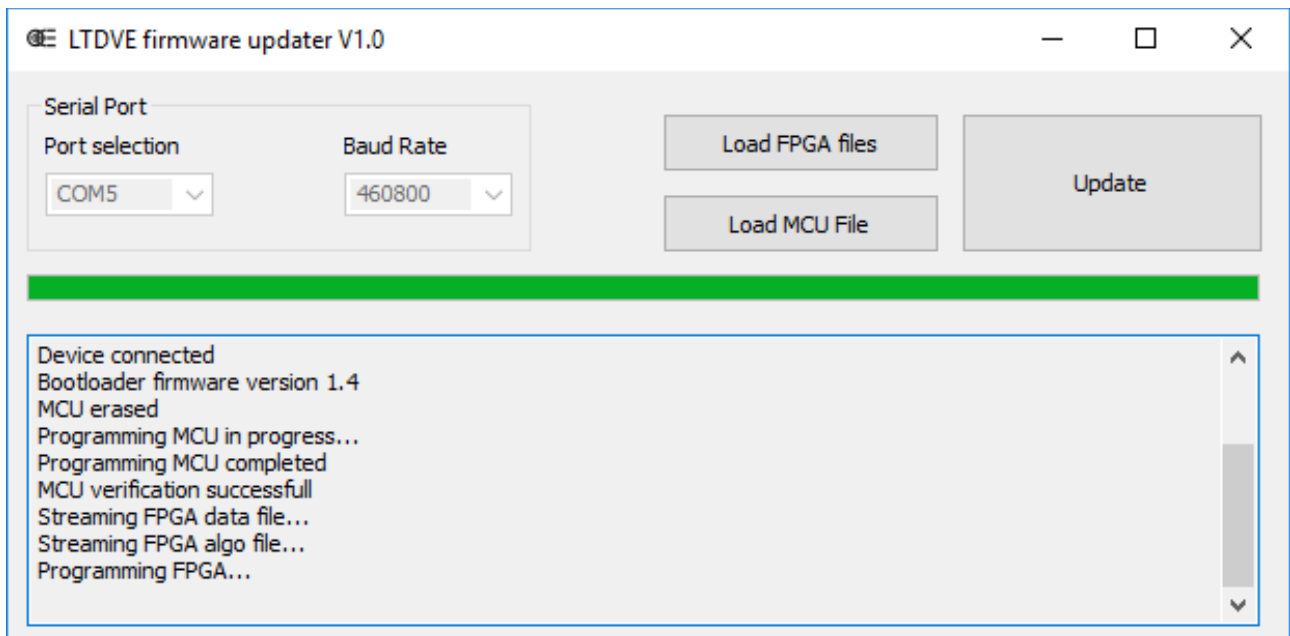 LTDVE firmware updater V1.0
Serial Port
Port selection
Baud Rate
COM5
460800
Load FPGA files
Load MCU File
Update
Device connected
Bootloader firmware version 1.4
MCU erased
Programming MCU in progress...
Programming MCU completed
MCU verification successfull
Streaming FPGA data file...
Streaming FPGA algo file...
Programming FPGA...